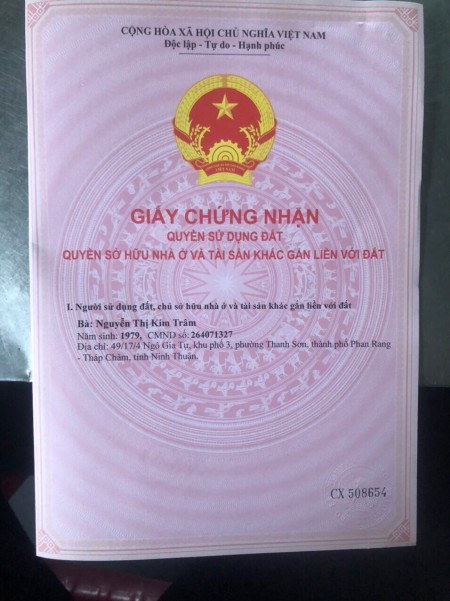 CỘNG HÒA XÃ HỘI CHỦ NGHĨA VIỆT NAM
Độc lập - Tự do - Hạnh phúc
GIẤY CHỨNG NHẬN
QUYỀN SỬ DỤNG ĐẤT
QUYỀN SỞ HỮU NHÀ Ở VÀ TÀI SẢN KHÁC GẮN LIỀN VỚI ĐẤT
I. Người sử dụng đất, chủ sở hữu nhà ở và tài sản khác gắn liền với đất
Bà: Nguyễn Thị Kim Trâm
Năm sinh: 1979, CMND số: 264071327
Địa chỉ: 49/17/4 Ngô Gia Tự, khu phố 3, phường Thanh Sơn, thành phố Phan Rang
- Tháp Chàm, tỉnh Ninh Thuận.
CX 508654